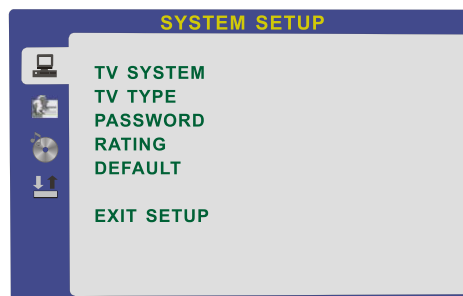 SYSTEM SETUP
TV SYSTEM
TV TYPE
PASSWORD
RATING
DEFAULT
EXIT SETUP